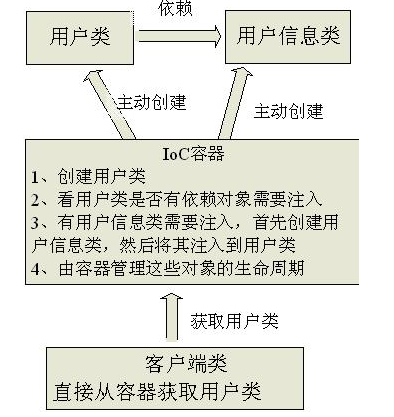 依赖
用户类
用户信息类
主动创建
主动创建
IoC容器
1、创建用户类
2、看用户类是否有依赖对象需要注入
3、有用户信息类需要注入，首先创建用
户信息类，然后将其注入到用户类
4、由容器管理这些对象的生命周期
获取用户类
客户端类
直接从容器获取用户类